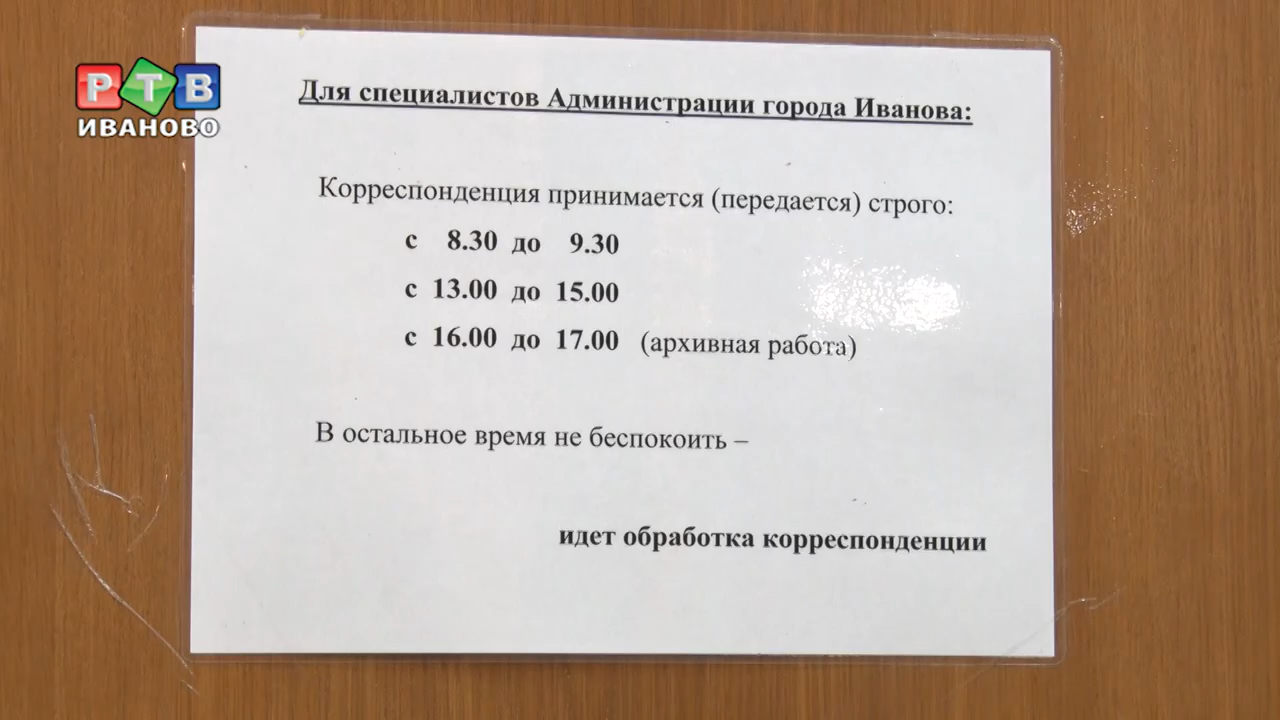 РТВ
ИВАНОВО
Для специалистов Администрации города Иванова:
Корреспонденция принимается (передается) строго:
с 8.30 до 9.30
с 13.00 до 15.00
с 16.00 до 17.00 (архивная работа)
В остальное время не беспокоить –
идет обработка корреспонденции